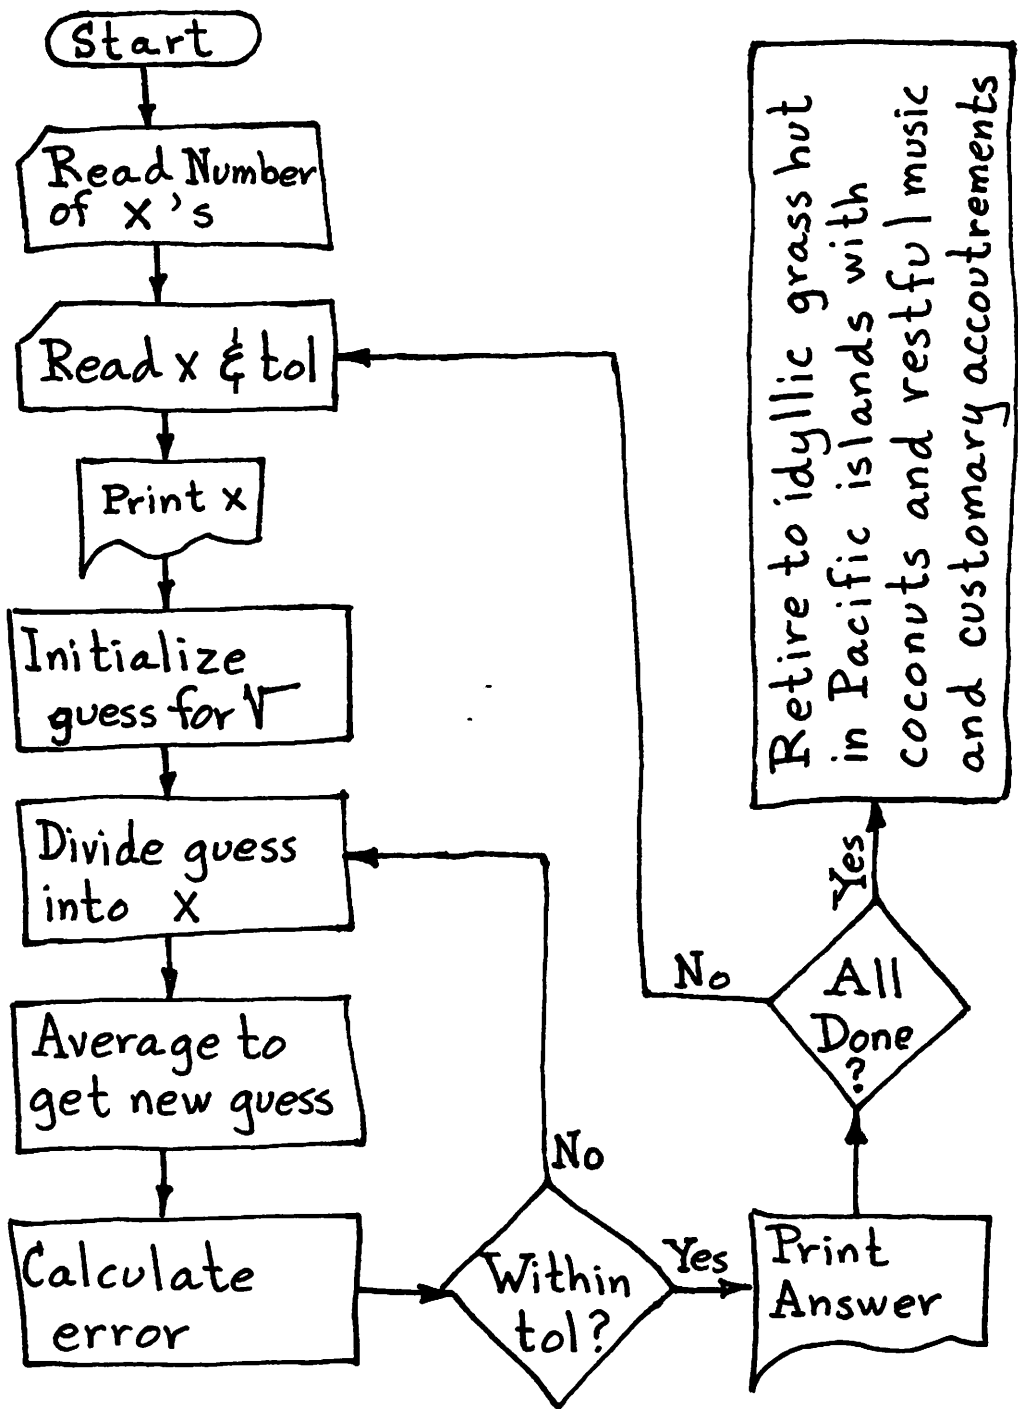 Start
Read Number
of x's
Read x & tol
Print x
Initialize
guess for √
Divide guess
into x
Average to
get new guess
Calculate
error
Within
tol?
No
Yes
Print
Answer
All
Done
?
No
Yes
Retire to idyllic grass hut
in Pacific islands with
coconuts and restful music
and customary accoutrements